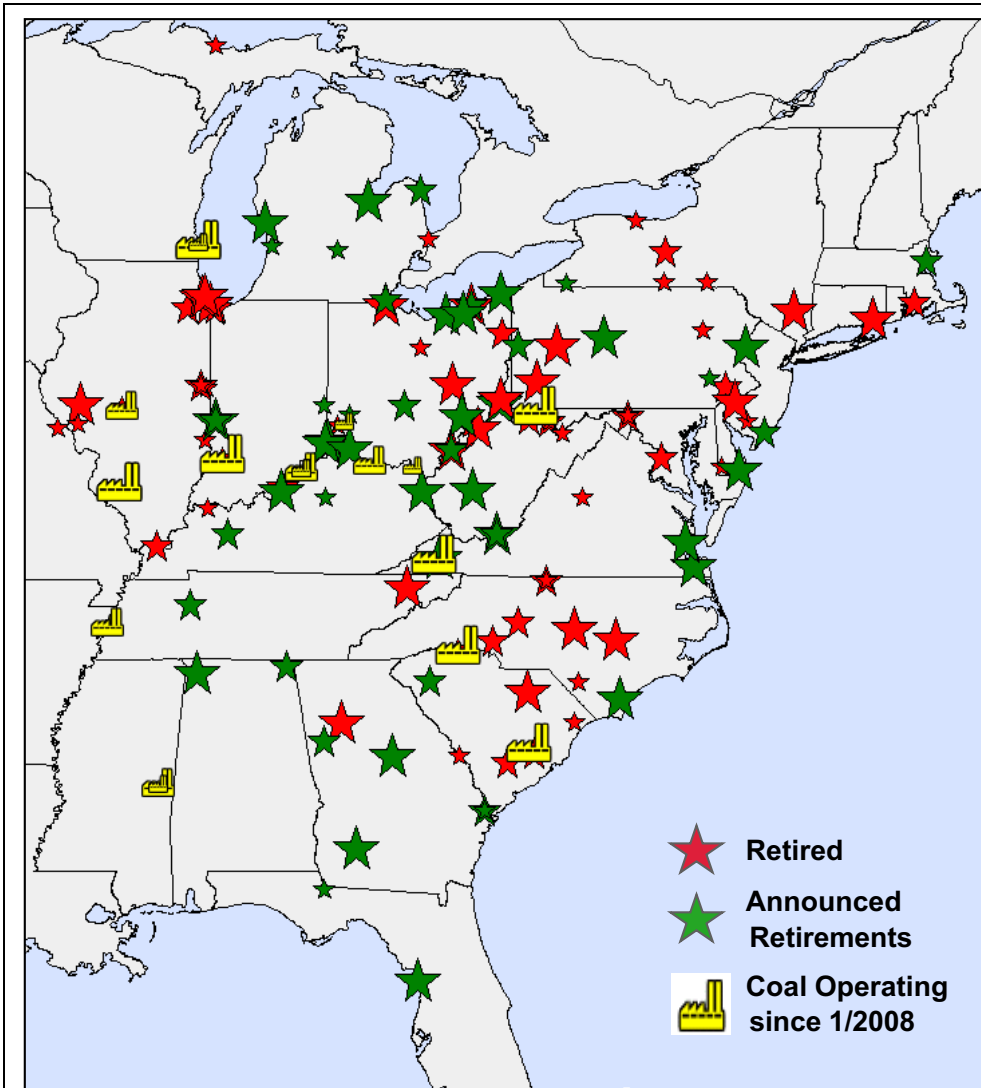 Retired
Announced
Retirements
Coal Operating
since 1/2008